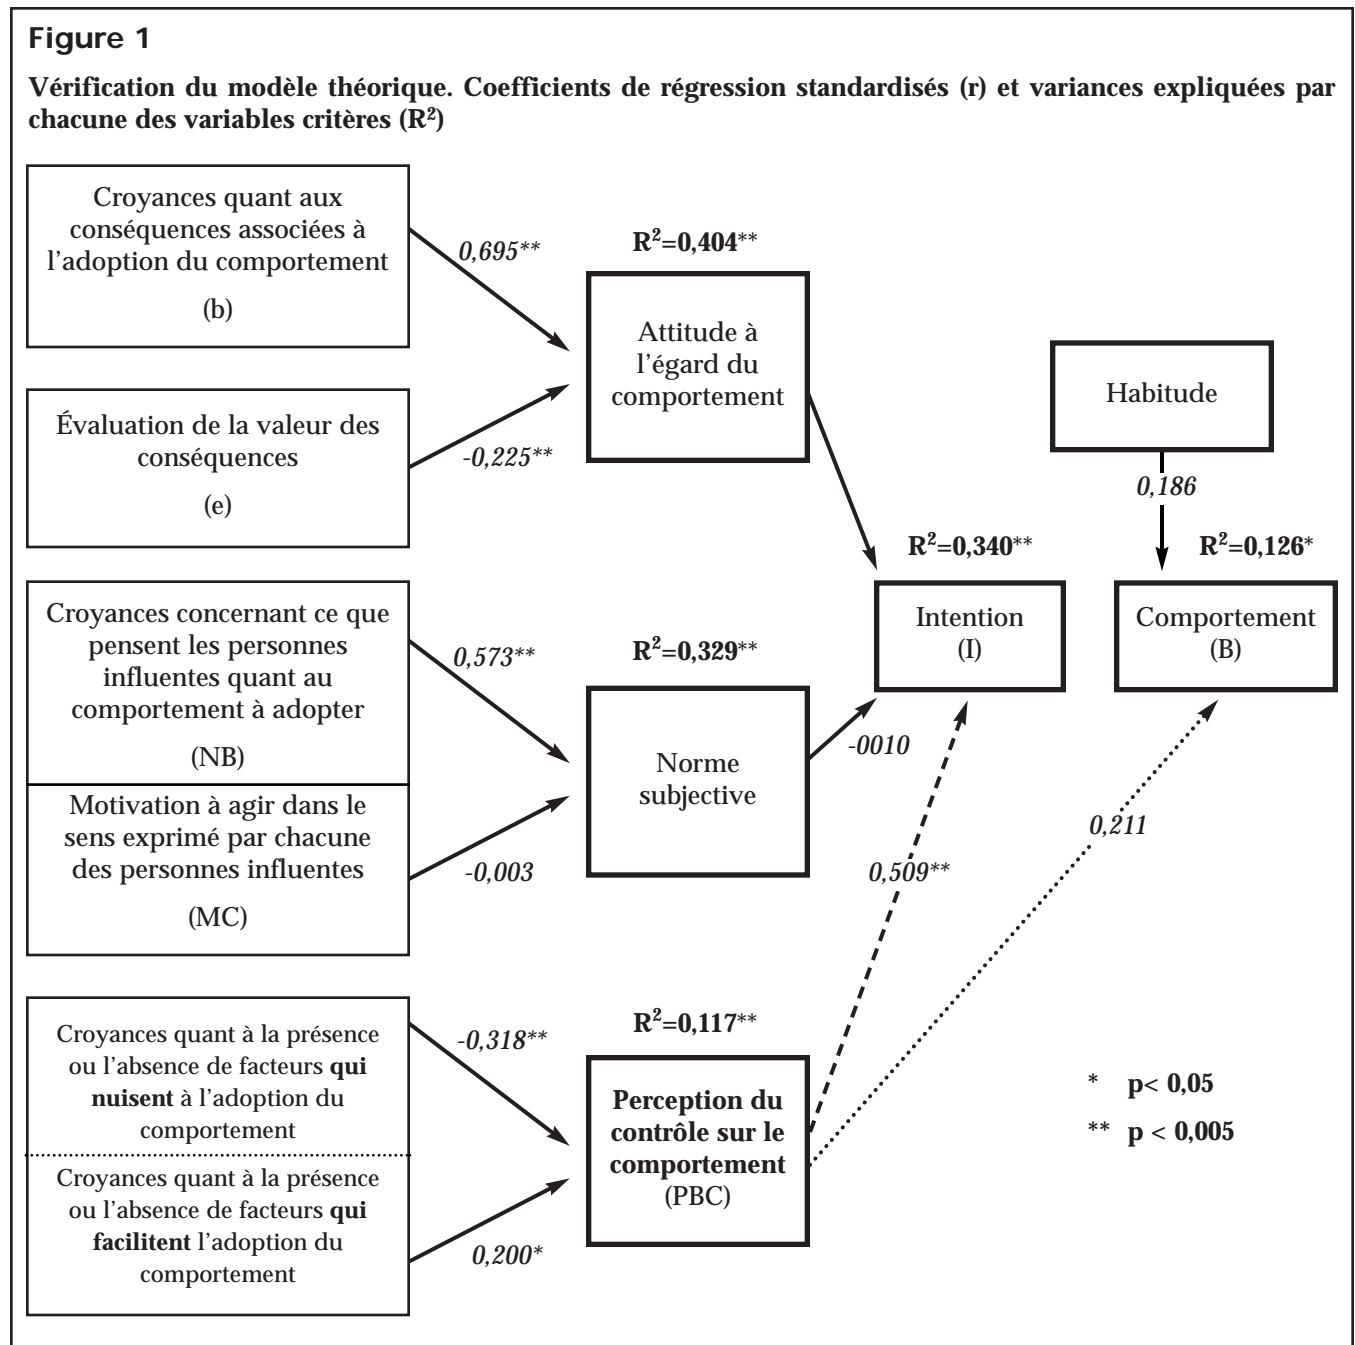 Figure 1
Vérification du modèle théorique. Coefficients de régression standardisés (r) et variances expliquées par
chacune des variables critères (R²)
Croyances quant aux
conséquences associées à
l'adoption du comportement
(b)
0,695**
R²=0,404**
Attitude à
l'égard du
comportement
Évaluation de la valeur des
conséquences
(e)
-0,225**
Habitude
0,186
R²=0,340**
R²=0,126*
Intention
(I)
Comportement
(B)
Croyances concernant ce que
pensent les personnes
influentes quant au
comportement à adopter
(NB)
0,573**
R²=0,329**
Norme
subjective
-0010
Motivation à agir dans le
sens exprimé par chacune
des personnes influentes
(MC)
-0,003
0,509**
0,211
Croyances quant à la présence
ou l'absence de facteurs qui
nuisent à l'adoption du
comportement
-0,318**
R²=0,117**
Perception du
contrôle sur le
comportement
(PBC)
Croyances quant à la présence
ou l'absence de facteurs qui
facilitent l'adoption du
comportement
0,200*
* p< 0,05
** p < 0,005